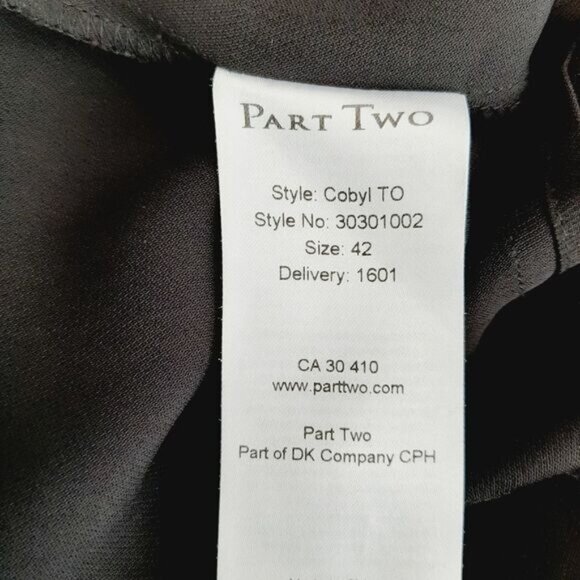 PART TWO
Style: Cobyl TO
Style No: 30301002
Size: 42
Delivery: 1601
CA 30 410
www.parttwo.com
Part Two
Part of DK Company CPH